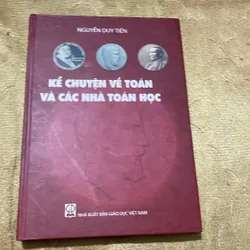 NGUYỄN DUY TIẾN
KỂ CHUYỆN VỀ TOÁN
VÀ CÁC NHÀ TOÁN HỌC
NHÀ XUẤT BẢN GIÁO DỤC VIỆT NAM